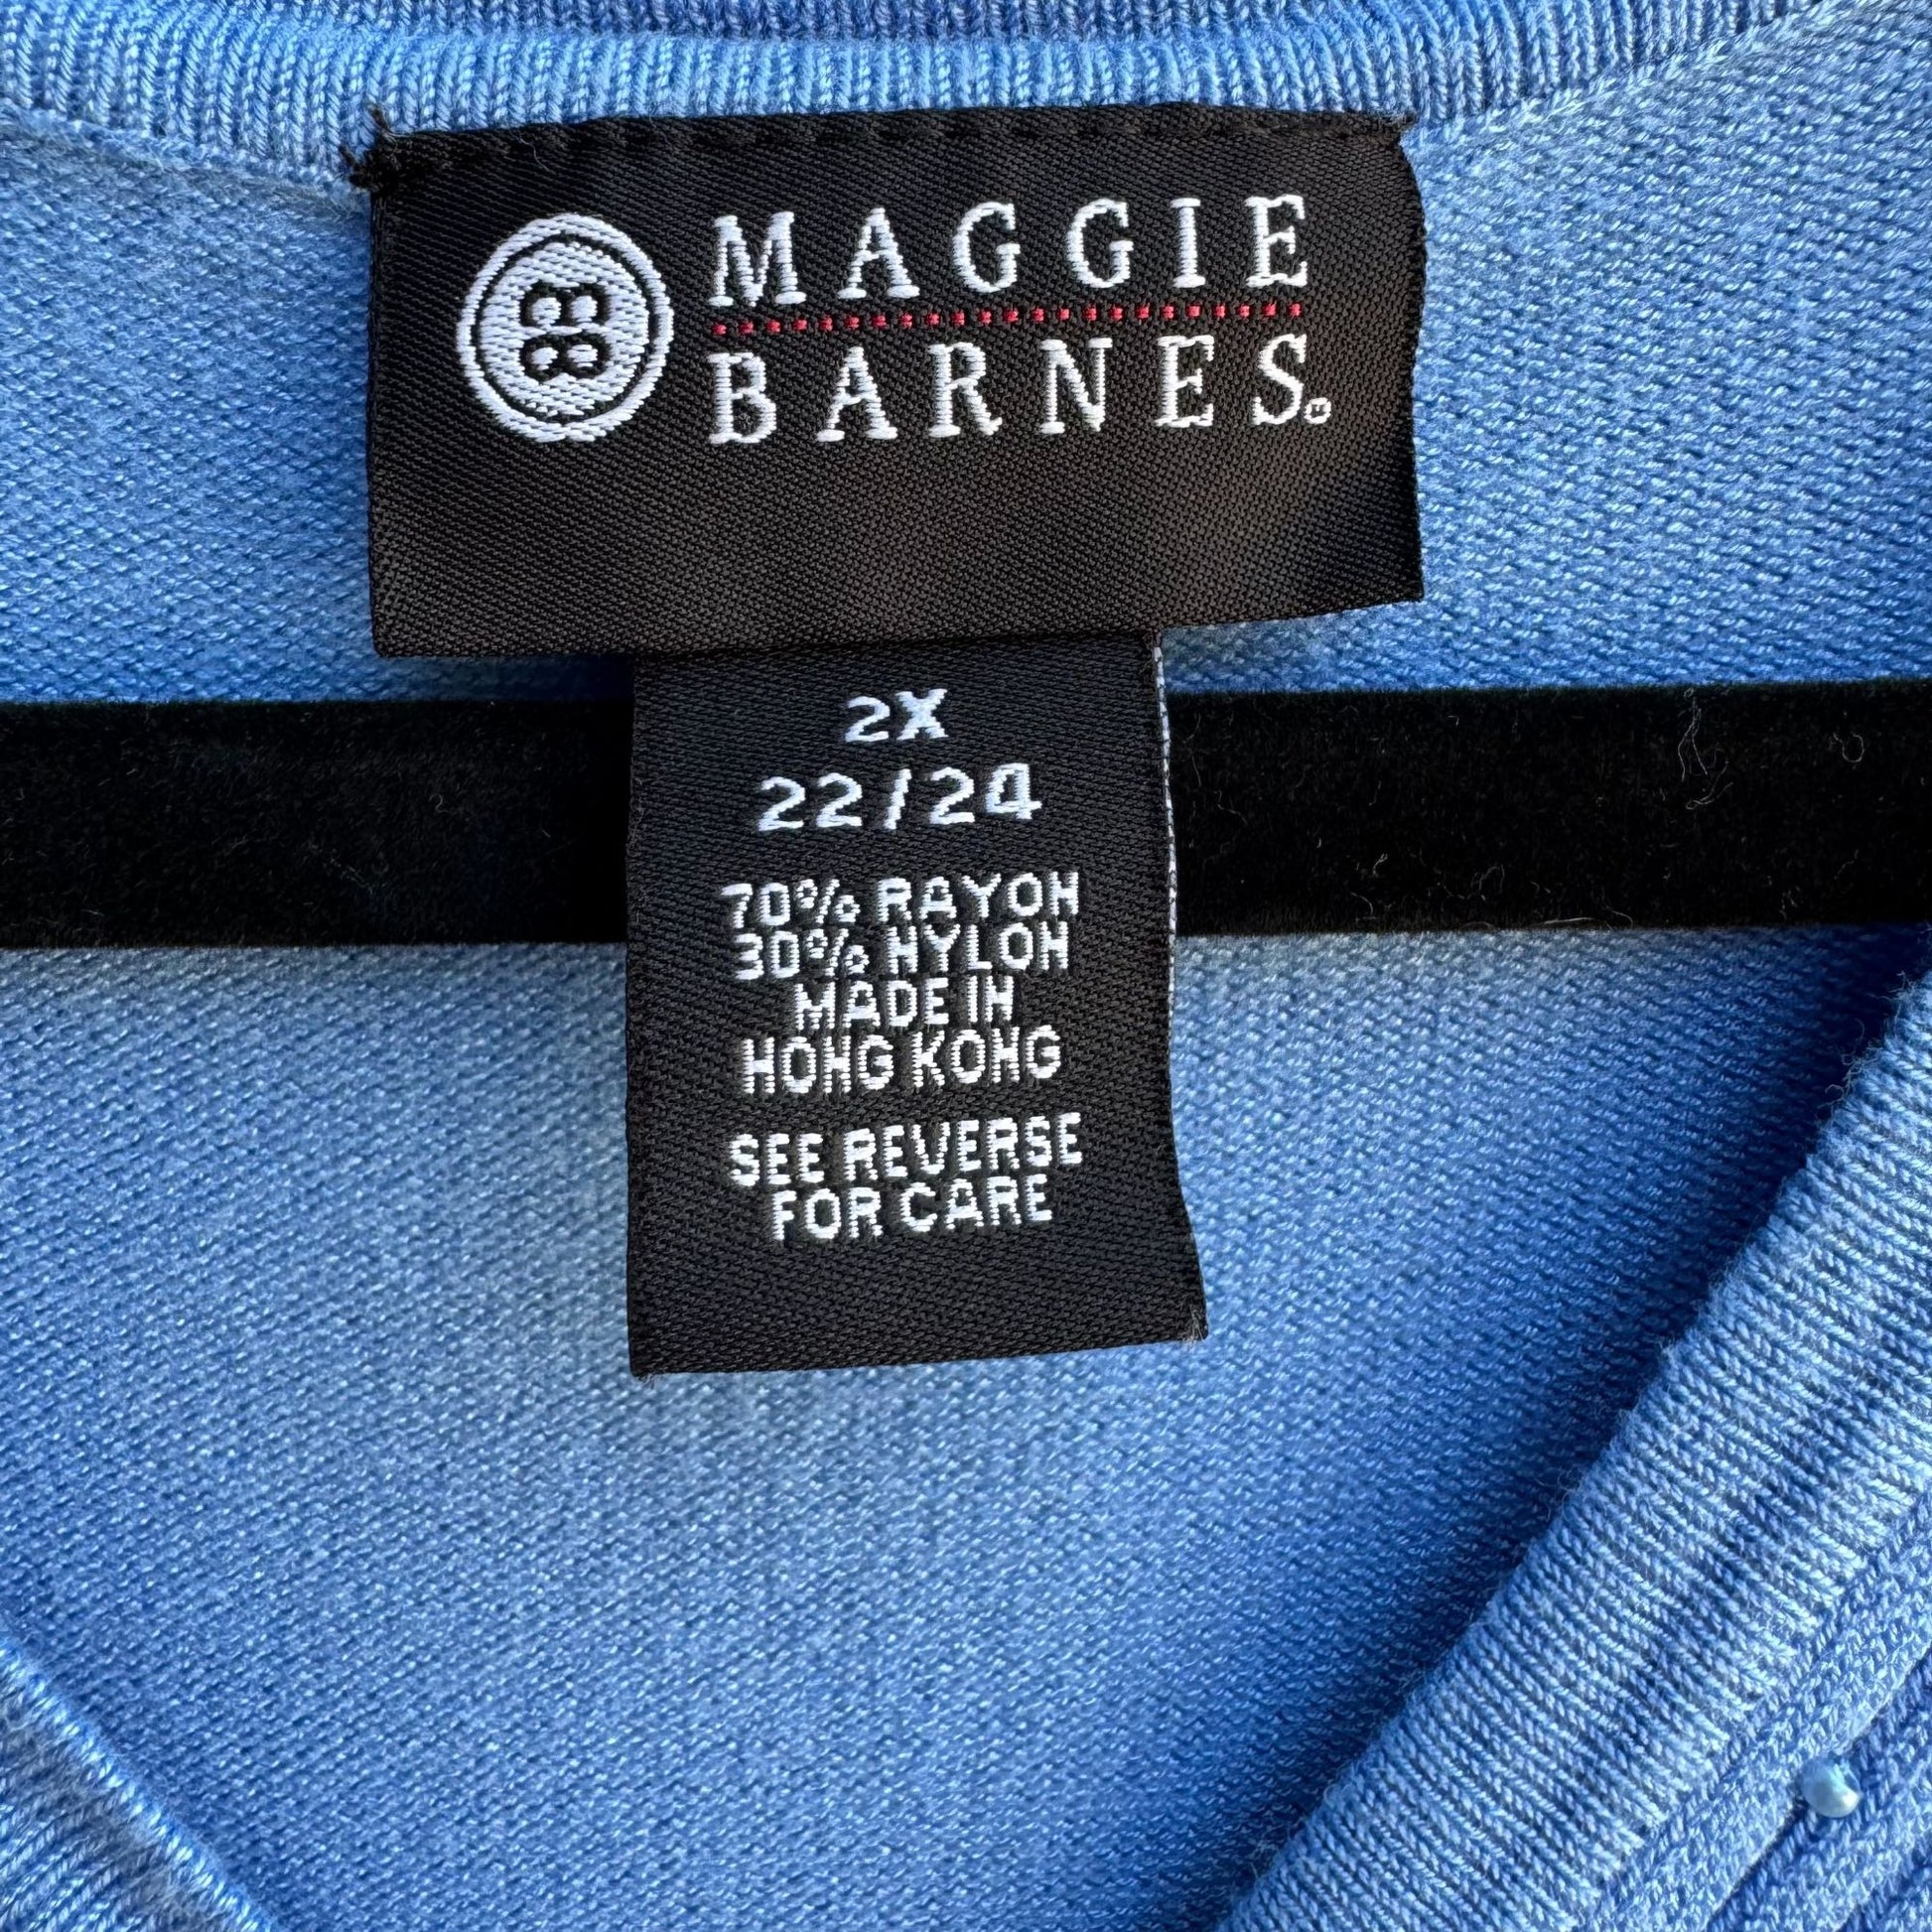 MAGGIE
BARNES®
2X
22/24
70% RAYON
30% NYLON
MADE IN
HONG KONG
SEE REVERSE
FOR CARE